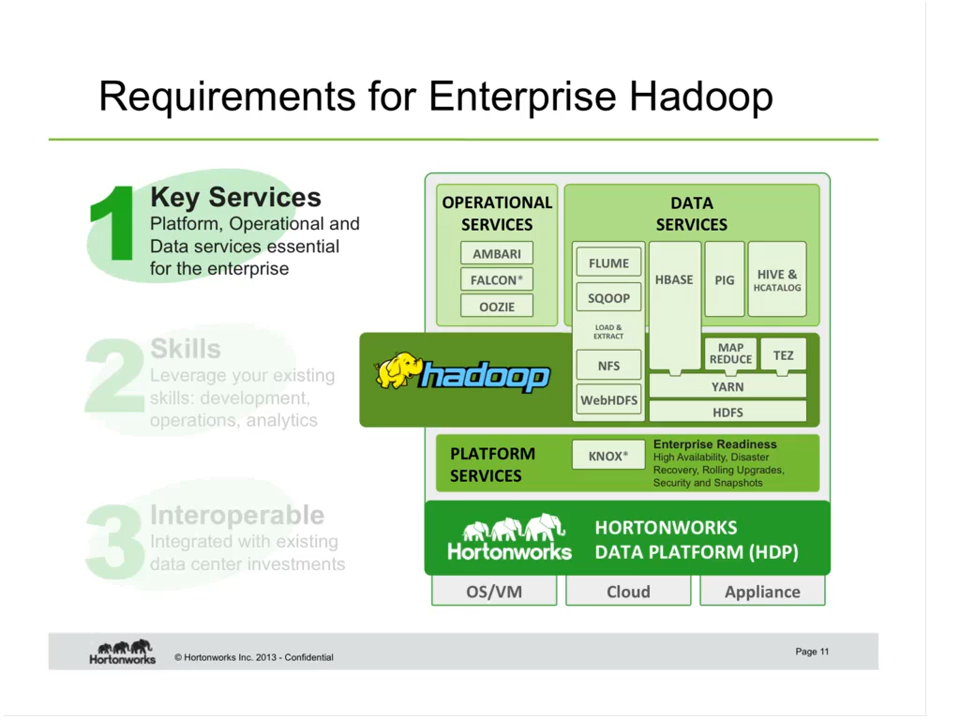 Requirements for Enterprise Hadoop
1
Key Services
Platform, Operational and
Data services essential
for the enterprise
2
Skills
Leverage your existing
skills: development,
operations, analytics
3
Interoperable
Integrated with existing
data center investments
OPERATIONAL
SERVICES
AMBARI
FALCON*
OOZIE
DATA
SERVICES
FLUME
SQOOP
LOAD &
EXTRACT
NFS
WebHDFS
HBASE
PIG
HIVE &
HCATALOG
hadoop
MAP
REDUCE
TEZ
YARN
HDFS
PLATFORM
SERVICES
KNOX*
Enterprise Readiness
High Availability, Disaster
Recovery, Rolling Upgrades,
Security and Snapshots
Hortonworks
HORTONWORKS
DATA PLATFORM (HDP)
OS/VM
Cloud
Appliance
Hortonworks
© Hortonworks Inc. 2013 - Confidential
Page 11